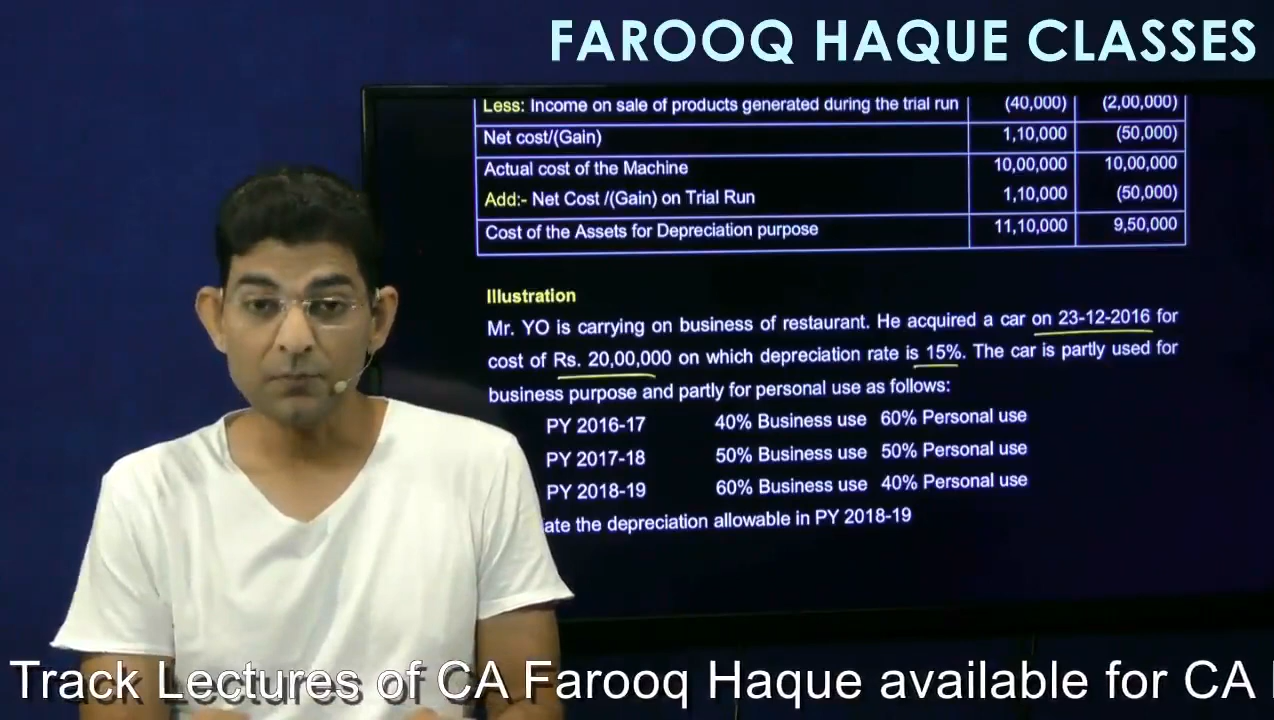 FAROOQ HAQUE CLASSES
Less: Income on sale of products generated during the trial run (40,000) (2,00,000)
Net cost/(Gain) 1,10,000 (50,000)
Actual cost of the Machine 10,00,000 10,00,000
Add:- Net Cost /(Gain) on Trial Run 1,10,000 (50,000)
Cost of the Assets for Depreciation purpose 11,10,000 9,50,000
Illustration
Mr. YO is carrying on business of restaurant. He acquired a car on 23-12-2016 for
cost of Rs. 20,00,000 on which depreciation rate is 15%. The car is partly used for
business purpose and partly for personal use as follows:
PY 2016-17 40% Business use 60% Personal use
PY 2017-18 50% Business use 50% Personal use
PY 2018-19 60% Business use 40% Personal use
ate the depreciation allowable in PY 2018-19
Track Lectures of CA Farooq Haque available for CA